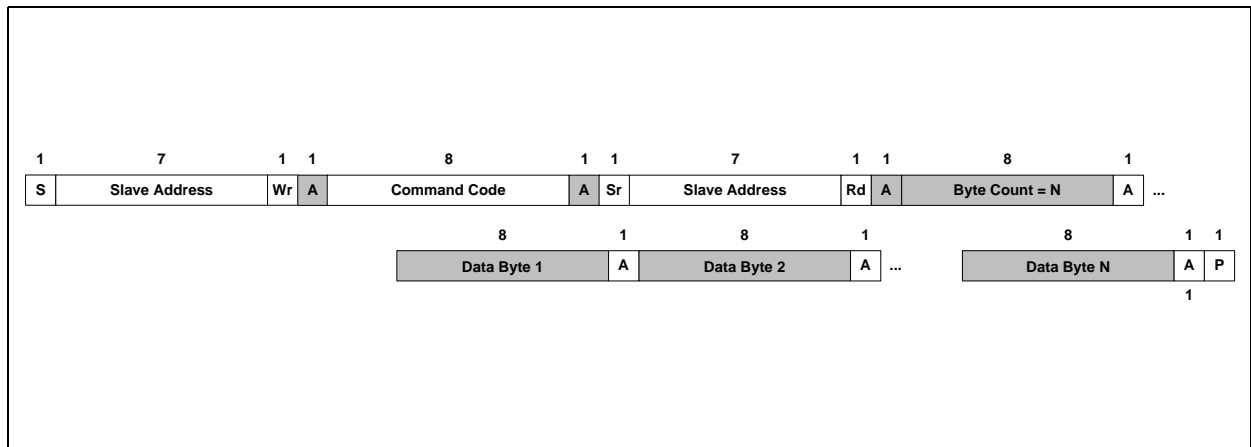 1 7 1 1 8 1 1 7 1 1 8 1
S Slave Address Wr A Command Code A Sr Slave Address Rd A Byte Count = N A ...
8 1 8 1 8 1 1
Data Byte 1 A Data Byte 2 A ... Data Byte N A P
1